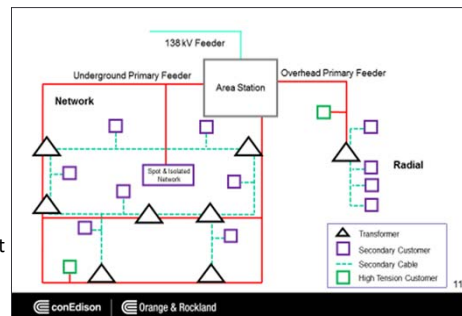 138 kV Feeder
Underground Primary Feeder
Overhead Primary Feeder
Area Station
Network
Spot & Isolated
Network
Radial
Transformer
Secondary Customer
Secondary Cable
High Tension Customer
11
conEdison
Orange & Rockland